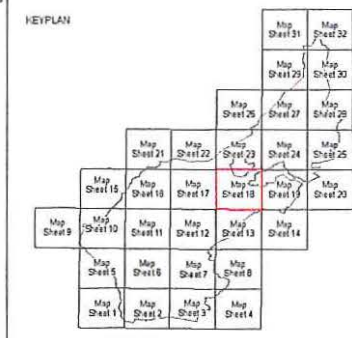 KEYPLAN
Map Sheet 31
Map Sheet 32
Map Sheet 29
Map Sheet 30
Map Sheet 26
Map Sheet 27
Map Sheet 28
Map Sheet 21
Map Sheet 22
Map Sheet 23
Map Sheet 24
Map Sheet 25
Map Sheet 15
Map Sheet 16
Map Sheet 17
Map Sheet 18
Map Sheet 19
Map Sheet 20
Map Sheet 9
Map Sheet 10
Map Sheet 11
Map Sheet 12
Map Sheet 13
Map Sheet 14
Map Sheet 5
Map Sheet 6
Map Sheet 7
Map Sheet 8
Map Sheet 1
Map Sheet 2
Map Sheet 3
Map Sheet 4